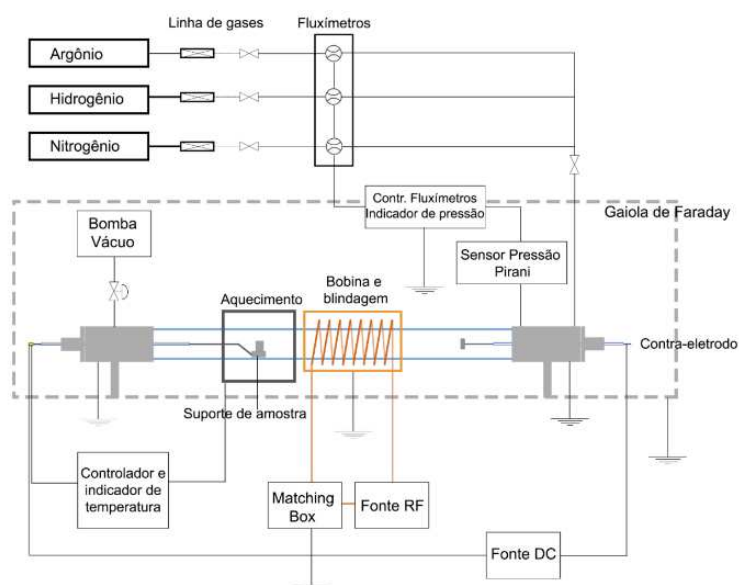 Linha de gases
Fluxímetros
Argônio
Hidrogênio
Nitrogênio
Contr. Fluxímetros
Indicador de pressão
Gaiola de Faraday
Bomba
Vácuo
Sensor Pressão
Pirani
Aquecimento
Bobina e
blindagem
Contra-eletrodo
Suporte de amostra
Controlador e
indicador de
temperatura
Matching
Box
Fonte RF
Fonte DC